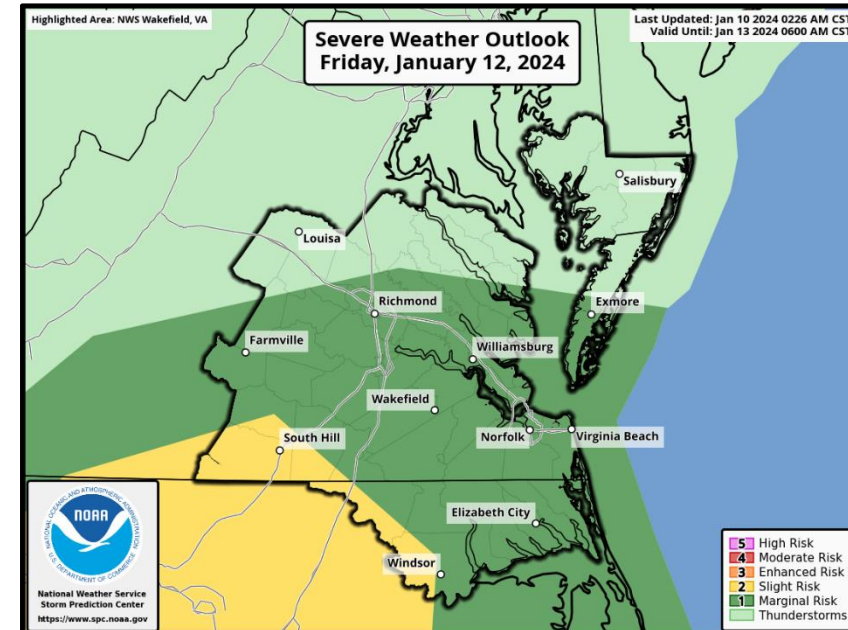 Highlighted Area: NWS Wakefield, VA
Last Updated: Jan 10 2024 0226 AM CST
Valid Until: Jan 13 2024 0600 AM CST
Severe Weather Outlook
Friday, January 12, 2024
Salisbury
Louisa
Richmond
Exmore
Farmville
Williamsburg
Wakefield
South Hill
Norfolk
Virginia Beach
Elizabeth City
Windsor
NATIONAL OCEANIC AND ATMOSPHERIC ADMINISTRATION
NOAA
U.S. DEPARTMENT OF COMMERCE
National Weather Service
Storm Prediction Center
https://www.spc.noaa.gov
5 High Risk
4 Moderate Risk
3 Enhanced Risk
2 Slight Risk
1 Marginal Risk
Thunderstorms